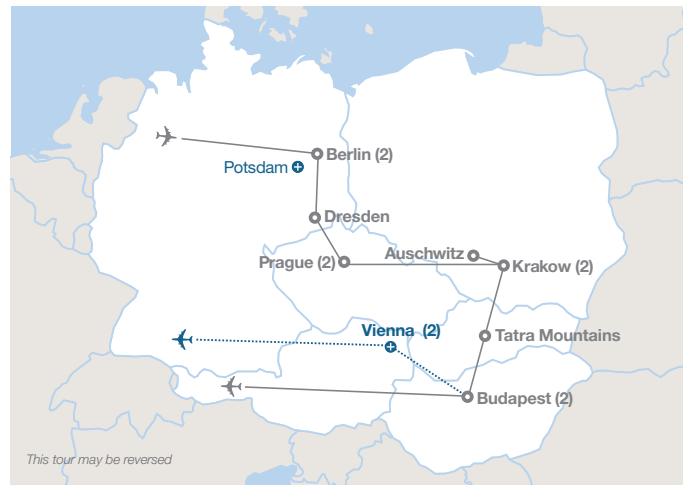 Berlin (2)
Potsdam
Dresden
Auschwitz
Prague (2)
Krakow (2)
Vienna (2)
Tatra Mountains
Budapest (2)
This tour may be reversed